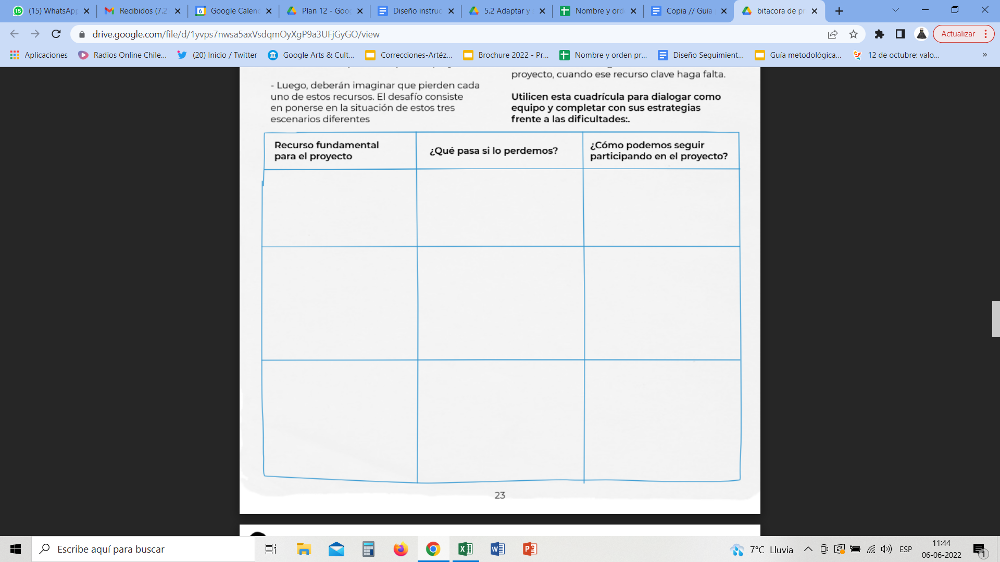 (15) WhatsApp
Recibidos (7.2
Google Calen
Plan 12 - Goog
Diseño instruc
5.2 Adaptar y
Nombre y ord
Copia // Guía
bitacora de p
drive.google.com/file/d/1yvps7nwsa5axVsdqmOyXgP9a3UFjGyGO/view
Actualizar
Aplicaciones
Radios Online Chile...
(20) Inicio / Twitter
Google Arts & Cult...
Correcciones-Artéz...
Brochure 2022 - Pr...
Nombre y orden pr...
Diseño Seguimient...
Guía metodológica...
12 de octubre: valo...
»
- Luego, deberán imaginar que pierden cada
uno de estos recursos. El desafío consiste
en ponerse en la situación de estos tres
escenarios diferentes
proyecto, cuando ese recurso clave haga falta.
Utilicen esta cuadrícula para dialogar como
equipo y completar con sus estrategias
frente a las dificultades:.
Recurso fundamental
para el proyecto
¿Qué pasa si lo perdemos?
¿Cómo podemos seguir
participando en el proyecto?
23
Escribe aquí para buscar
7°C Lluvia
ESP
11:44
06-06-2022
1